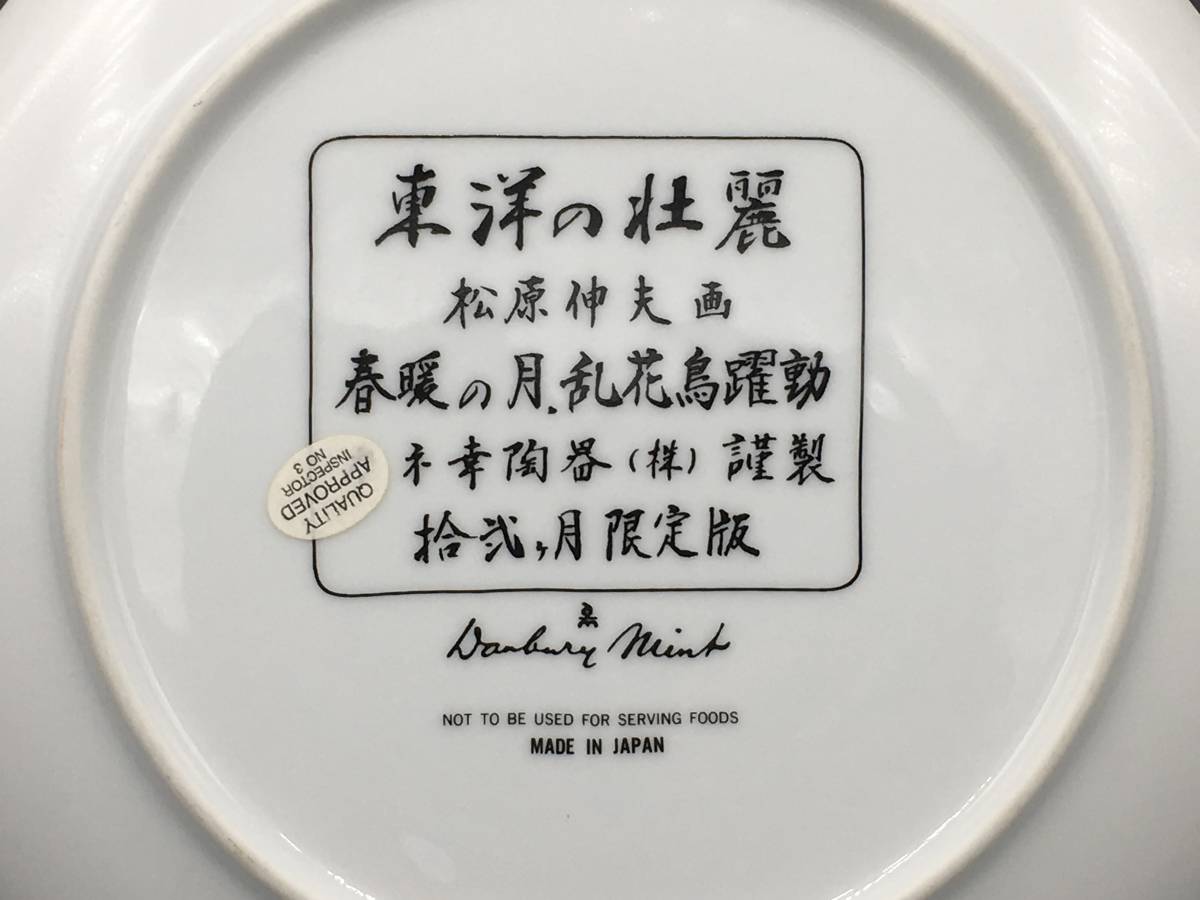 東洋の壮麗
松原伸夫画
春暖の月.乱花鳥躍動
ネ幸陶器(株)謹製
拾弐ヶ月限定版
QUALITY
APPROVED
INSPECTOR
NO 3
Danbury Mint
NOT TO BE USED FOR SERVING FOODS
MADE IN JAPAN